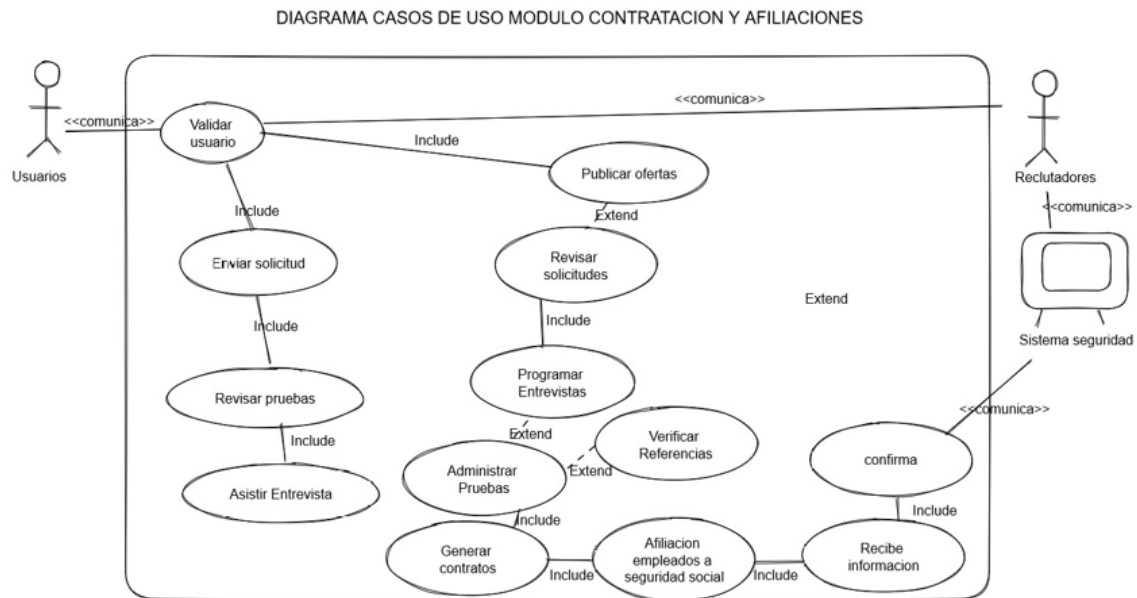 DIAGRAMA CASOS DE USO MODULO CONTRATACION Y AFILIACIONES
<<comunica>>
<<comunica>>
Validar
usuario
Include
Usuarios
Publicar ofertas
Reclutadores
Include
Extend
<<comunica>>
Enviar solicitud
Revisar
solicitudes
Extend
Include
Include
Sistema seguridad
Programar
Entrevistas
Revisar pruebas
<<comunica>>
Include
Extend
Verificar
Referencias
confirma
Administrar
Pruebas
Extend
Asistir Entrevista
Include
Include
Generar
contratos
Afiliacion
empleados a
seguridad social
Recibe
informacion
Include
Include